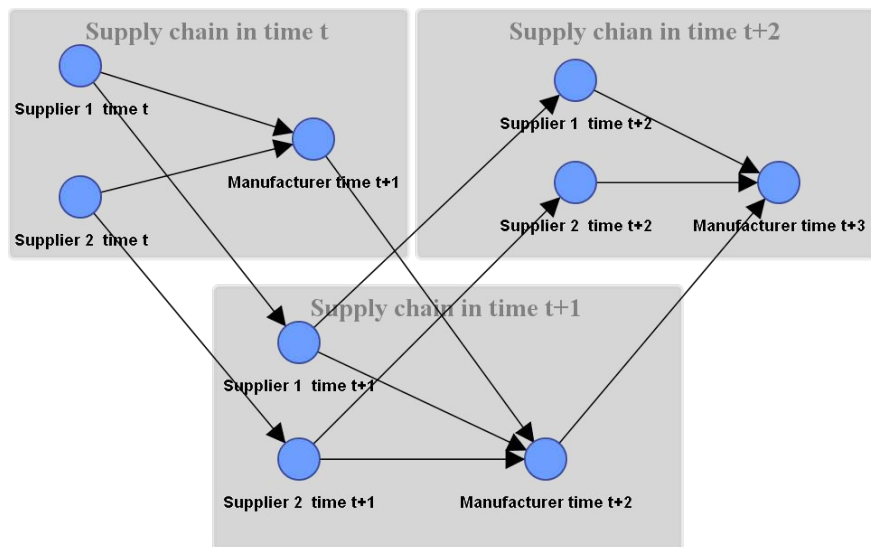 Supply chain in time t
Supplier 1 time t
Manufacturer time t+1
Supplier 2 time t
Supply chian in time t+2
Supplier 1 time t+2
Supplier 2 time t+2
Manufacturer time t+3
Supply chain in time t+1
Supplier 1 time t+1
Supplier 2 time t+1
Manufacturer time t+2